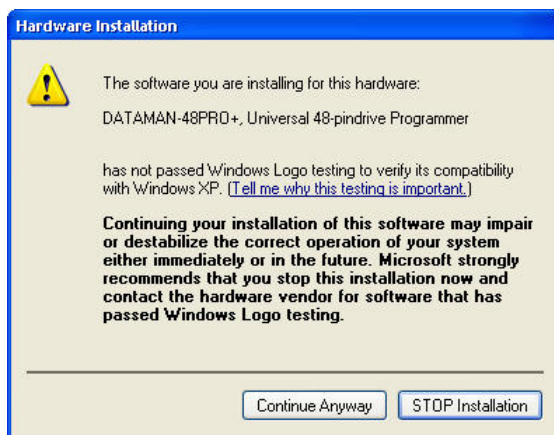 Hardware Installation
The software you are installing for this hardware:
DATAMAN-48PRO+, Universal 48-pindrive Programmer
has not passed Windows Logo testing to verify its compatibility
with Windows XP. (Tell me why this testing is important.)
Continuing your installation of this software may impair
or destabilize the correct operation of your system
either immediately or in the future. Microsoft strongly
recommends that you stop this installation now and
contact the hardware vendor for software that has
passed Windows Logo testing.
Continue Anyway
STOP Installation